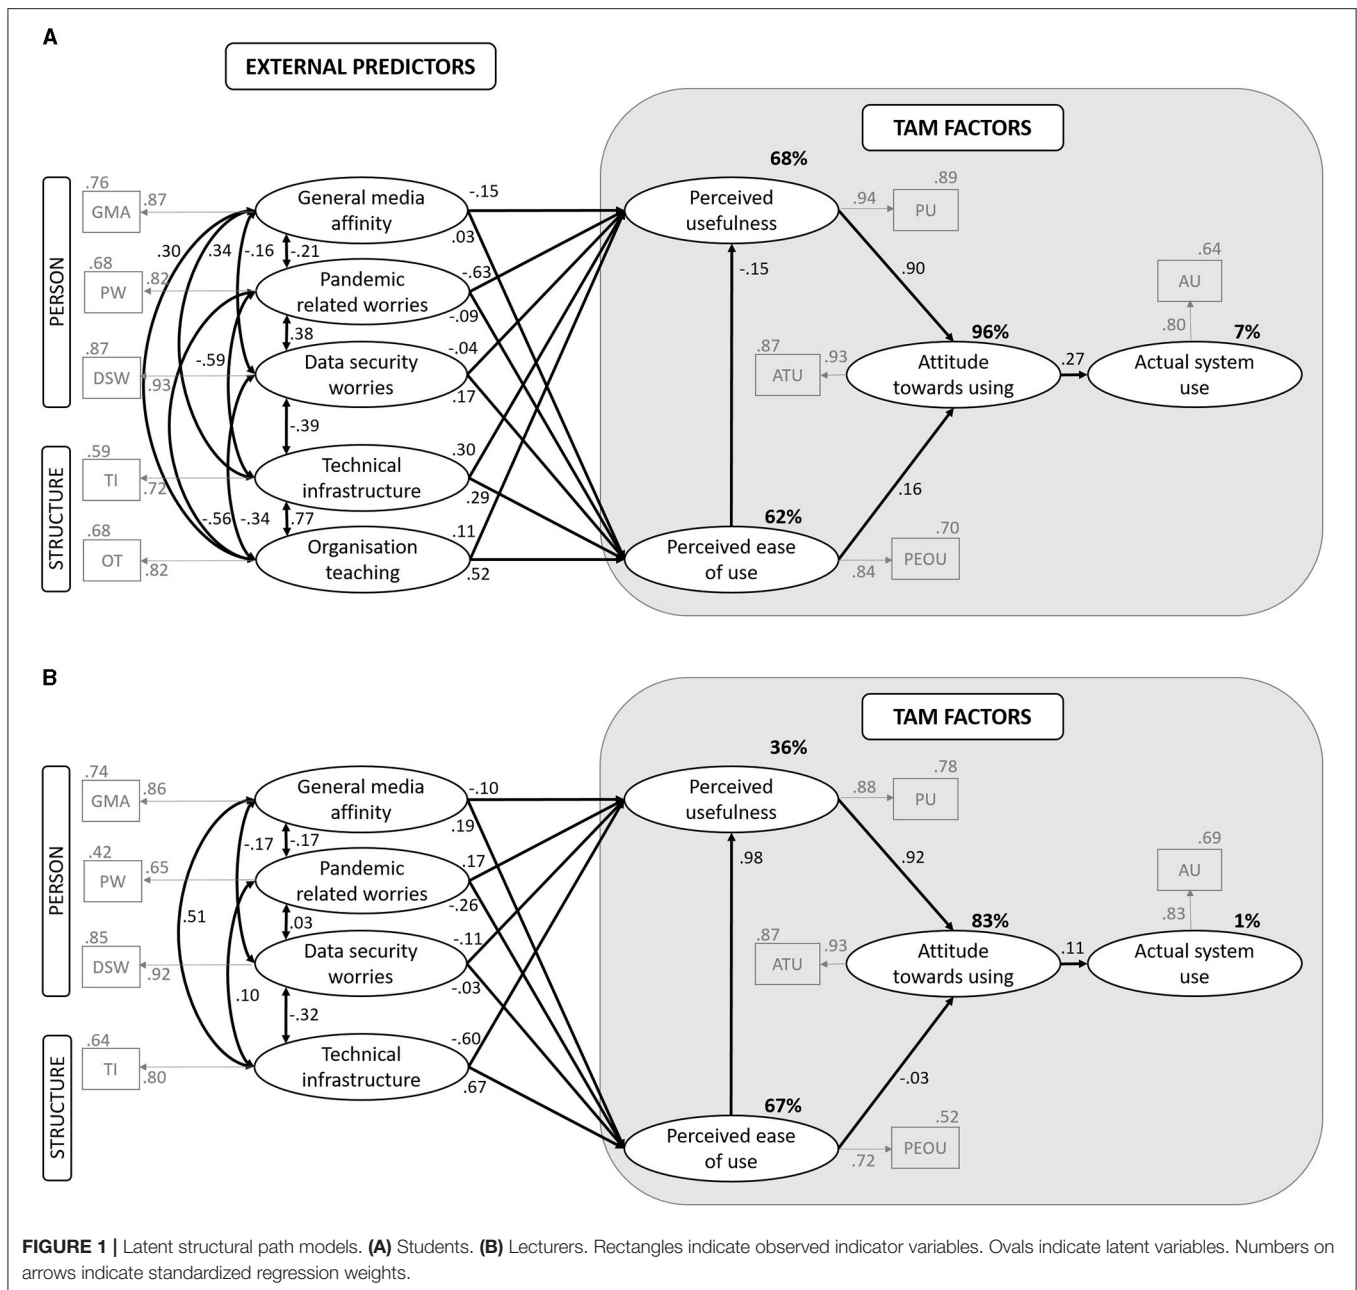 A
EXTERNAL PREDICTORS
TAM FACTORS
PERSON
STRUCTURE
.76
GMA
.87
.68
PW
.82
.87
DSW
.93
.59
TI
.72
.68
OT
.82
.30
.34
-.16
-.21
.38
-.59
-.39
-.56
-.34
.77
General media
affinity
Pandemic
related worries
Data security
worries
Technical
infrastructure
Organisation
teaching
-.15
.03
-.63
-.09
-.04
.17
.30
.29
.11
.52
68%
Perceived
usefulness
.94
.89
PU
-.15
.90
62%
Perceived ease
of use
.84
.70
PEOU
.16
.87
ATU
.93
96%
Attitude
towards using
.27
.64
AU
.80
7%
Actual system
use
B
TAM FACTORS
PERSON
STRUCTURE
.74
GMA
.86
.42
PW
.65
.85
DSW
.92
.64
TI
.80
.51
-.17
-.17
.03
.10
-.32
General media
affinity
Pandemic
related worries
Data security
worries
Technical
infrastructure
-.10
.19
.17
-.26
-.11
-.03
-.60
.67
36%
Perceived
usefulness
.88
.78
PU
.98
.92
67%
Perceived ease
of use
.72
.52
PEOU
-.03
.87
ATU
.93
83%
Attitude
towards using
.11
.69
AU
.83
1%
Actual system
use
FIGURE 1 | Latent structural path models. (A) Students. (B) Lecturers. Rectangles indicate observed indicator variables. Ovals indicate latent variables. Numbers on
arrows indicate standardized regression weights.